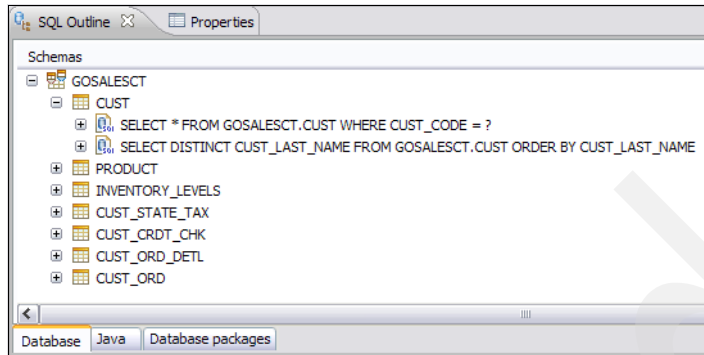 SQL Outline Properties
Schemas
GOSALESCT
CUST
SELECT * FROM GOSALESCT.CUST WHERE CUST_CODE = ?
SELECT DISTINCT CUST_LAST_NAME FROM GOSALESCT.CUST ORDER BY CUST_LAST_NAME
PRODUCT
INVENTORY_LEVELS
CUST_STATE_TAX
CUST_CRDT_CHK
CUST_ORD_DETL
CUST_ORD
Database Java Database packages